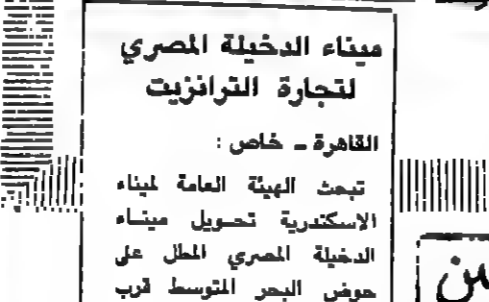 ميناء الدخيلة المصري
لتجارة الترانزيت
القاهرة ـ خاص :
تبحث الهيئة العامة لميناء
الاسكندرية تحويل مينـاء
الدخيلة المصري المطل على
حوض البحر المتوسط قرب